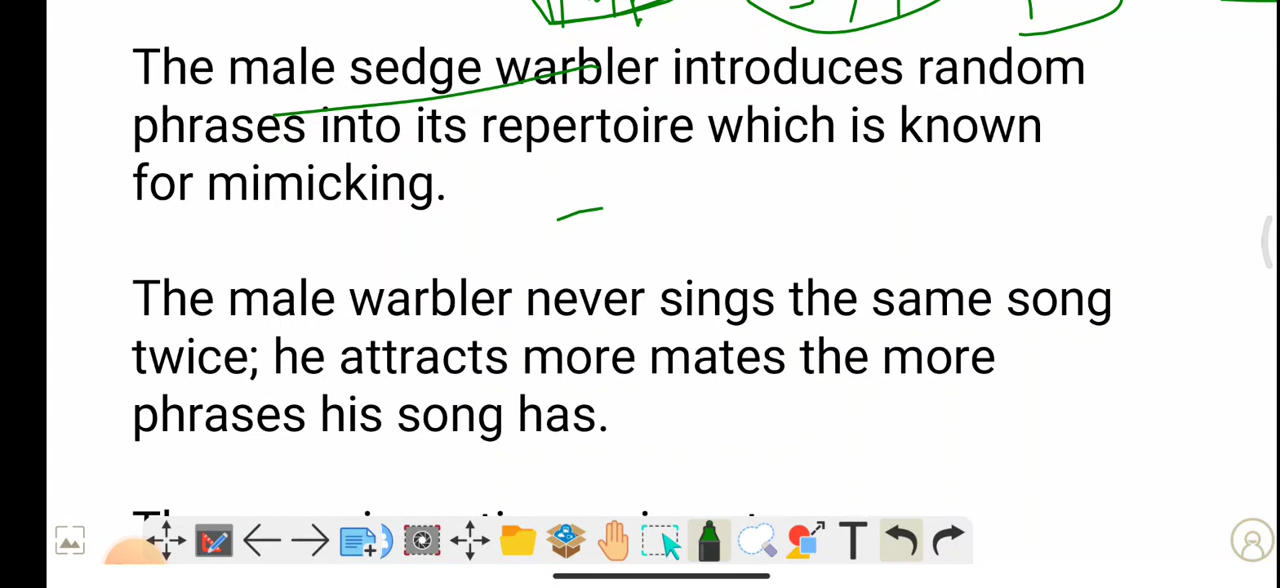 The male sedge warbler introduces random
phrases into its repertoire which is known
for mimicking.
The male warbler never sings the same song
twice; he attracts more mates the more
phrases his song has.